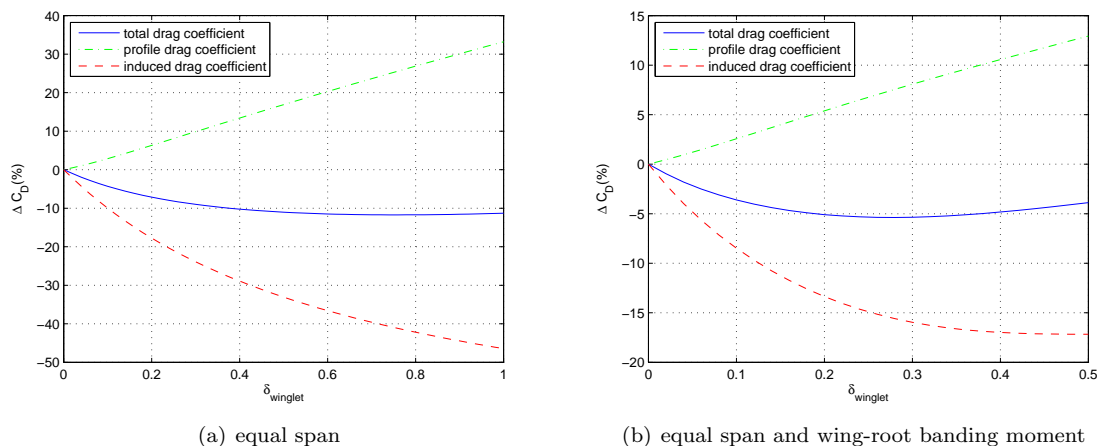 total drag coefficient
profile drag coefficient
induced drag coefficient
40
30
20
10
0
−10
−20
−30
−40
−50
Δ C_D(%)
0 0.2 0.4 0.6 0.8 1
δ_winglet
(a) equal span
total drag coefficient
profile drag coefficient
induced drag coefficient
15
10
5
0
−5
−10
−15
−20
Δ C_D(%)
0 0.1 0.2 0.3 0.4 0.5
δ_winglet
(b) equal span and wing-root banding moment